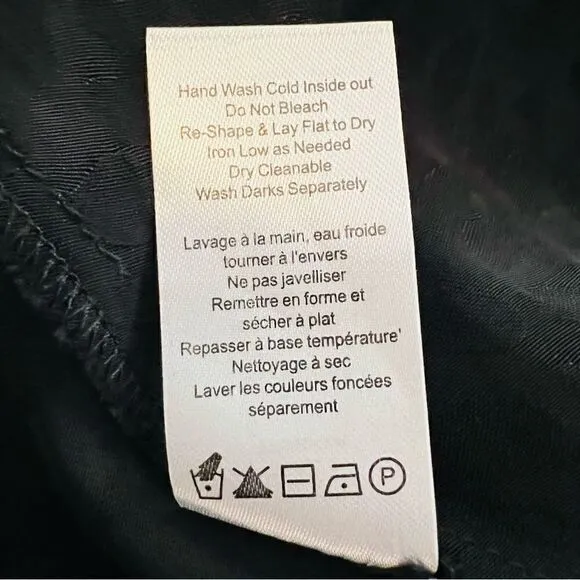 Hand Wash Cold Inside out
Do Not Bleach
Re-Shape & Lay Flat to Dry
Iron Low as Needed
Dry Cleanable
Wash Darks Separately
Lavage à la main, eau froide
tourner à l'envers
Ne pas javelliser
Remettre en forme et
sécher à plat
Repasser à base température'
Nettoyage à sec
Laver les couleurs foncées
séparement
P